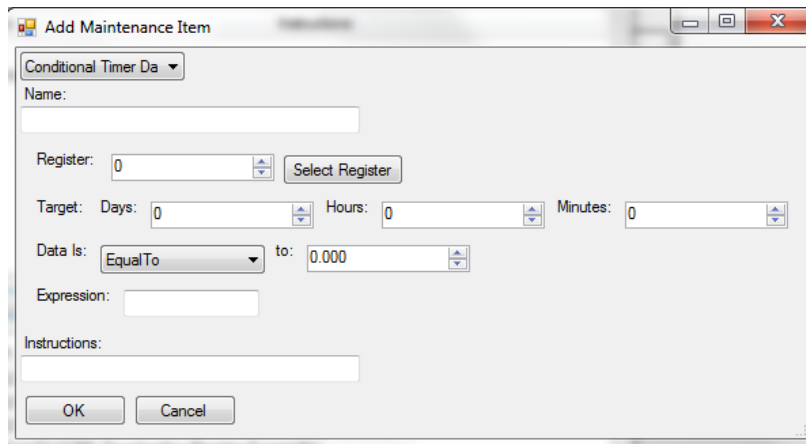 Add Maintenance Item
Conditional Timer Da
Name:
Register: 0 Select Register
Target: Days: 0 Hours: 0 Minutes: 0
Data Is: EqualTo to: 0.000
Expression:
Instructions:
OK Cancel